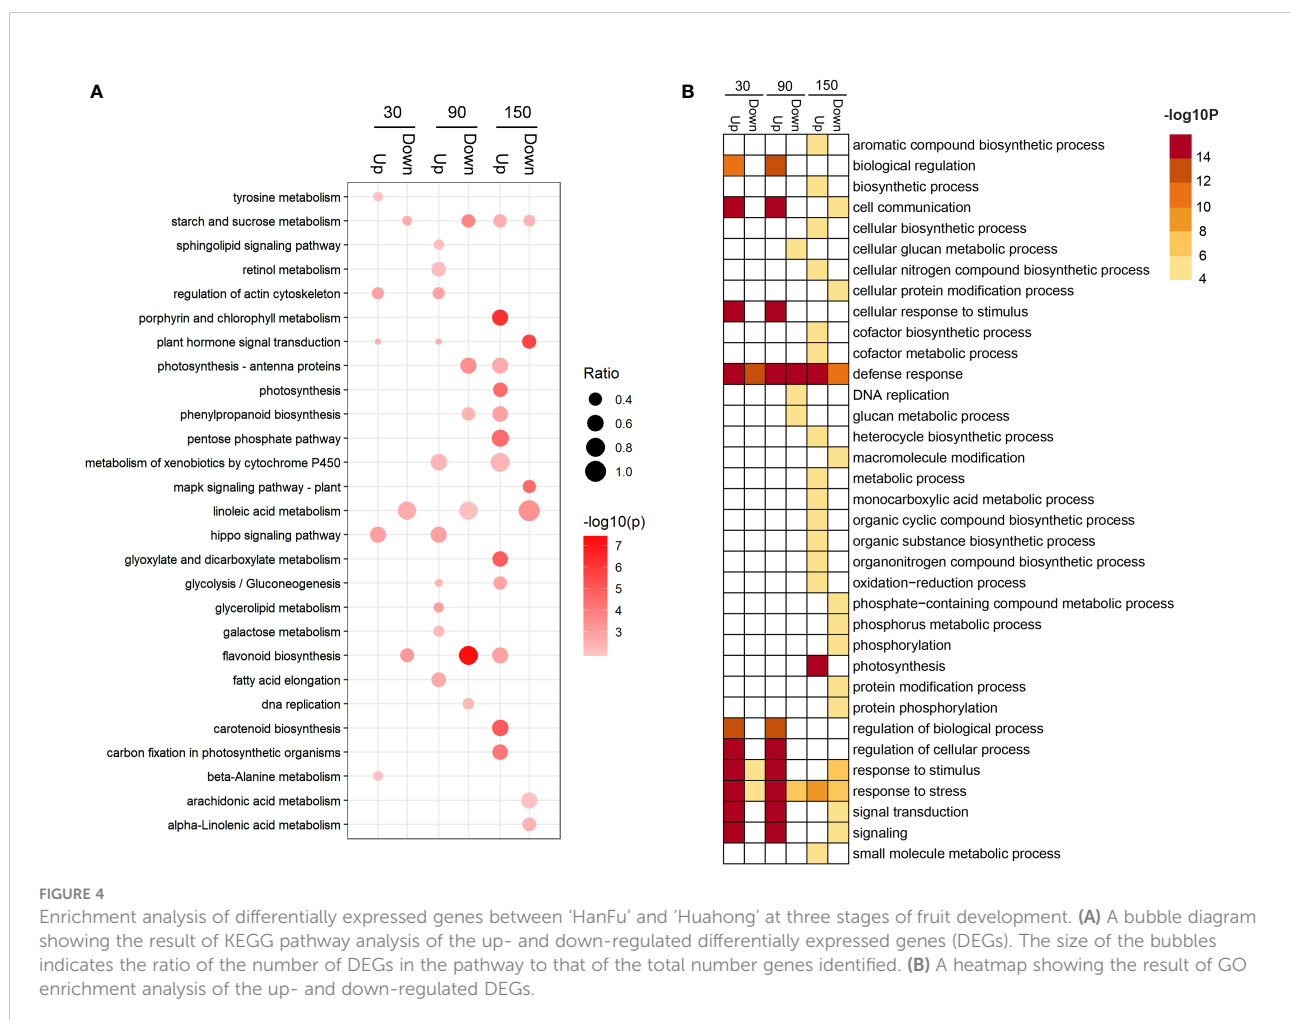 A
30 90 150
Up Down Up Down Up Down
tyrosine metabolism
starch and sucrose metabolism
sphingolipid signaling pathway
retinol metabolism
regulation of actin cytoskeleton
porphyrin and chlorophyll metabolism
plant hormone signal transduction
photosynthesis - antenna proteins
photosynthesis
phenylpropanoid biosynthesis
pentose phosphate pathway
metabolism of xenobiotics by cytochrome P450
mapk signaling pathway - plant
linoleic acid metabolism
hippo signaling pathway
glyoxylate and dicarboxylate metabolism
glycolysis / Gluconeogenesis
glycerolipid metabolism
galactose metabolism
flavonoid biosynthesis
fatty acid elongation
dna replication
carotenoid biosynthesis
carbon fixation in photosynthetic organisms
beta-Alanine metabolism
arachidonic acid metabolism
alpha-Linolenic acid metabolism
Ratio
0.4
0.6
0.8
1.0
-log10(p)
7
6
5
4
3
B
30 90 150
Up Down Up Down Up Down
aromatic compound biosynthetic process
biological regulation
biosynthetic process
cell communication
cellular biosynthetic process
cellular glucan metabolic process
cellular nitrogen compound biosynthetic process
cellular protein modification process
cellular response to stimulus
cofactor biosynthetic process
cofactor metabolic process
defense response
DNA replication
glucan metabolic process
heterocycle biosynthetic process
macromolecule modification
metabolic process
monocarboxylic acid metabolic process
organic cyclic compound biosynthetic process
organic substance biosynthetic process
organonitrogen compound biosynthetic process
oxidation−reduction process
phosphate−containing compound metabolic process
phosphorus metabolic process
phosphorylation
photosynthesis
protein modification process
protein phosphorylation
regulation of biological process
regulation of cellular process
response to stimulus
response to stress
signal transduction
signaling
small molecule metabolic process
-log10P
14
12
10
8
6
4
FIGURE 4
Enrichment analysis of differentially expressed genes between ‘HanFu’ and ‘Huahong’ at three stages of fruit development. (A) A bubble diagram
showing the result of KEGG pathway analysis of the up- and down-regulated differentially expressed genes (DEGs). The size of the bubbles
indicates the ratio of the number of DEGs in the pathway to that of the total number genes identified. (B) A heatmap showing the result of GO
enrichment analysis of the up- and down-regulated DEGs.